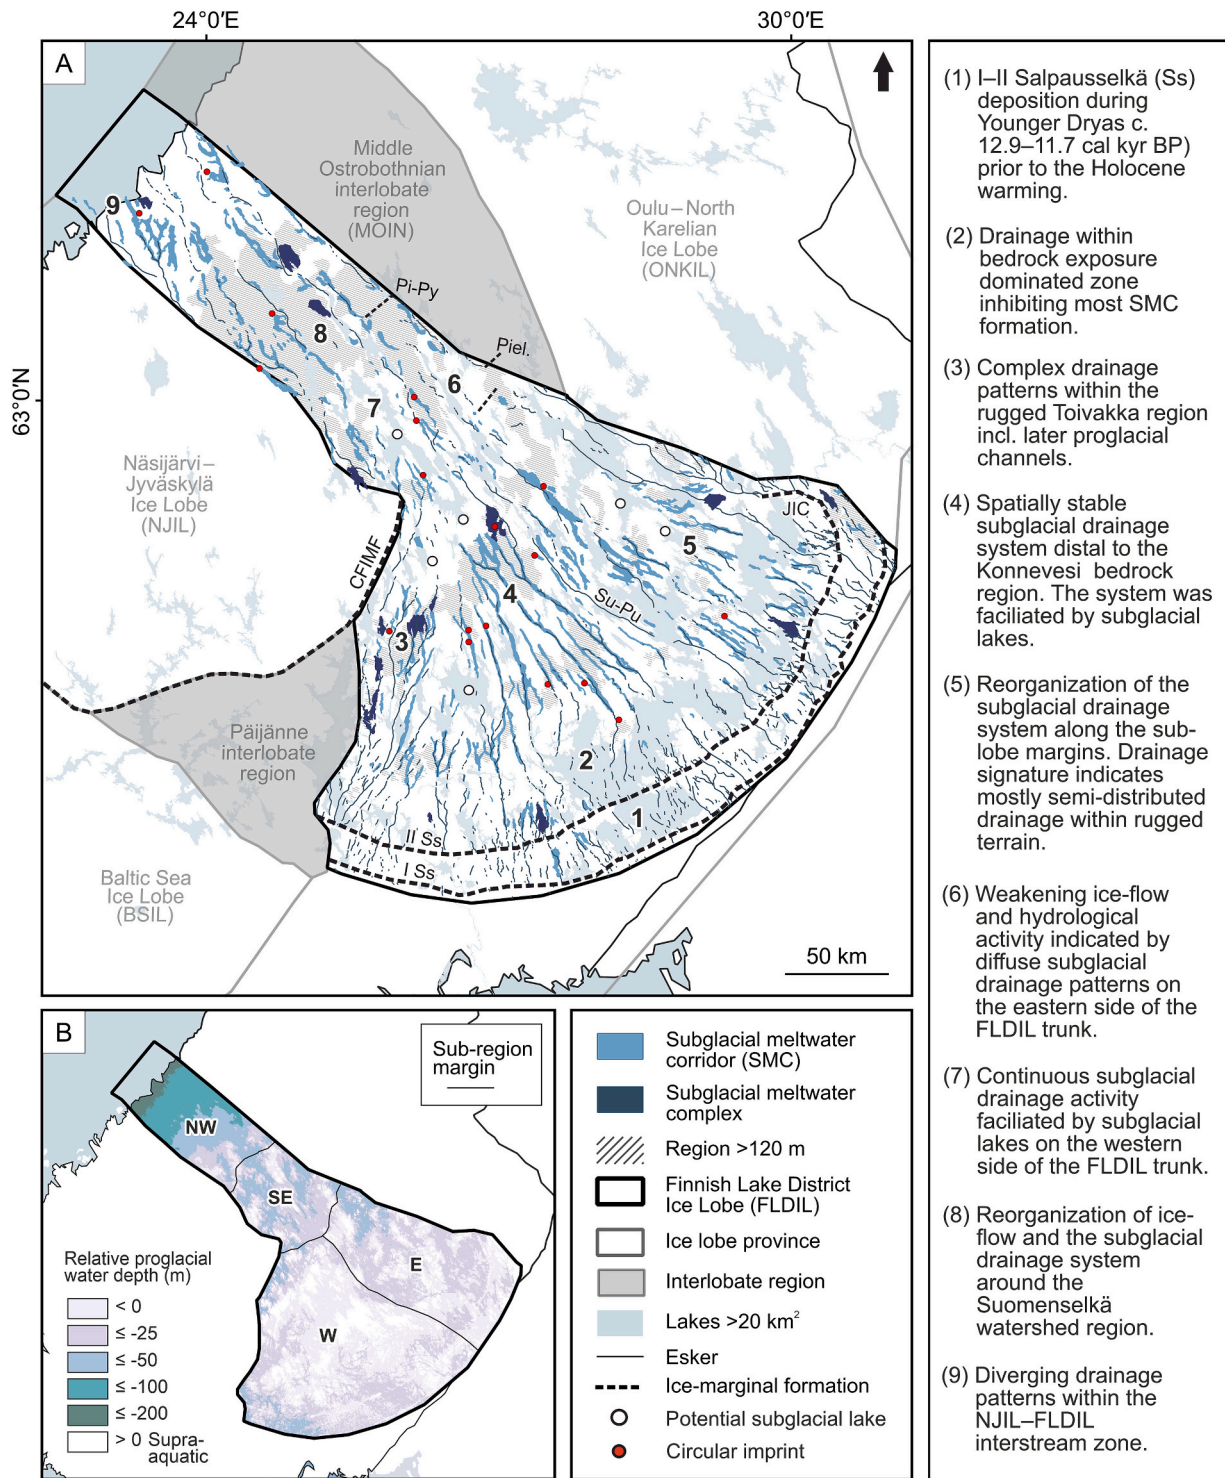 24°0′E
30°0′E
63°0′N
A
Middle
Ostrobothnian
interlobate
region
(MOIN)
Oulu–North
Karelian
Ice Lobe
(ONKIL)
9
Pi-Py
8
Piel.
6
7
Näsijärvi–
Jyväskylä
Ice Lobe
(NJIL)
JIC
CFIMF
5
4
Su-Pu
3
Päijänne
interlobate
region
2
1
II Ss
I Ss
Baltic Sea
Ice Lobe
(BSIL)
50 km
(1) I–II Salpausselkä (Ss)
deposition during
Younger Dryas c.
12.9–11.7 cal kyr BP)
prior to the Holocene
warming.
(2) Drainage within
bedrock exposure
dominated zone
inhibiting most SMC
formation.
(3) Complex drainage
patterns within the
rugged Toivakka region
incl. later proglacial
channels.
(4) Spatially stable
subglacial drainage
system distal to the
Konnevesi bedrock
region. The system was
faciliated by subglacial
lakes.
(5) Reorganization of the
subglacial drainage
system along the sub-
lobe margins. Drainage
signature indicates
mostly semi-distributed
drainage within rugged
terrain.
(6) Weakening ice-flow
and hydrological
activity indicated by
diffuse subglacial
drainage patterns on
the eastern side of the
FLDIL trunk.
(7) Continuous subglacial
drainage activity
faciliated by subglacial
lakes on the western
side of the FLDIL trunk.
(8) Reorganization of ice-
flow and the subglacial
drainage system
around the
Suomenselkä
watershed region.
(9) Diverging drainage
patterns within the
NJIL–FLDIL
interstream zone.
B
Sub-region
margin
NW
SE
E
W
Relative proglacial
water depth (m)
< 0
≤ -25
≤ -50
≤ -100
≤ -200
> 0 Supra-
aquatic
Subglacial meltwater
corridor (SMC)
Subglacial meltwater
complex
Region >120 m
Finnish Lake District
Ice Lobe (FLDIL)
Ice lobe province
Interlobate region
Lakes >20 km²
Esker
Ice-marginal formation
Potential subglacial lake
Circular imprint